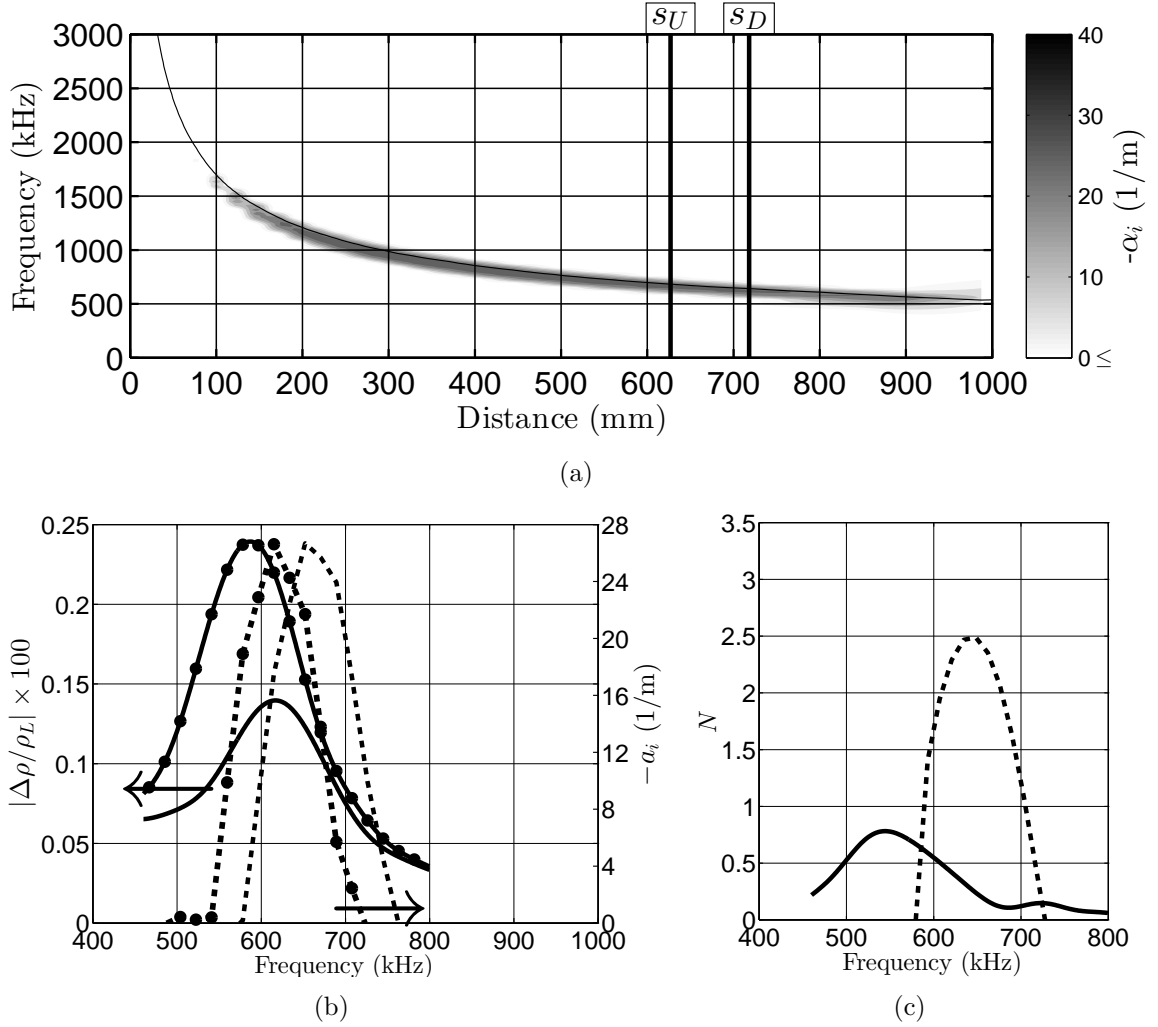 s_U s_D
3000 40
2500
30
2000
1500 20
1000
10
500
0 0 ≤
0 100 200 300 400 500 600 700 800 900 1000
Frequency (kHz)
-α_i (1/m)
Distance (mm)
(a)
0.25 28
24
0.2
20
0.15 16
12
0.1
8
0.05
4
0 0
400 500 600 700 800 900 1000
|Δρ/ρ_L| × 100
−a_i (1/m)
Frequency (kHz)
(b)
3.5
3
2.5
2
1.5
1
0.5
0
400 500 600 700 800
N
Frequency (kHz)
(c)